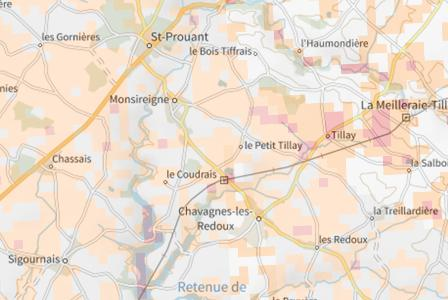 les Gornières
St-Prouant
le Bois Tiffrais
l'Haumondière
Monsireigne
La Meilleraie-Till
Tillay
le Petit Tillay
Chassais
le Coudrais
la Salbo
Chavagnes-les-
Redoux
la Treillardière
les Redoux
Sigournais
Retenue de